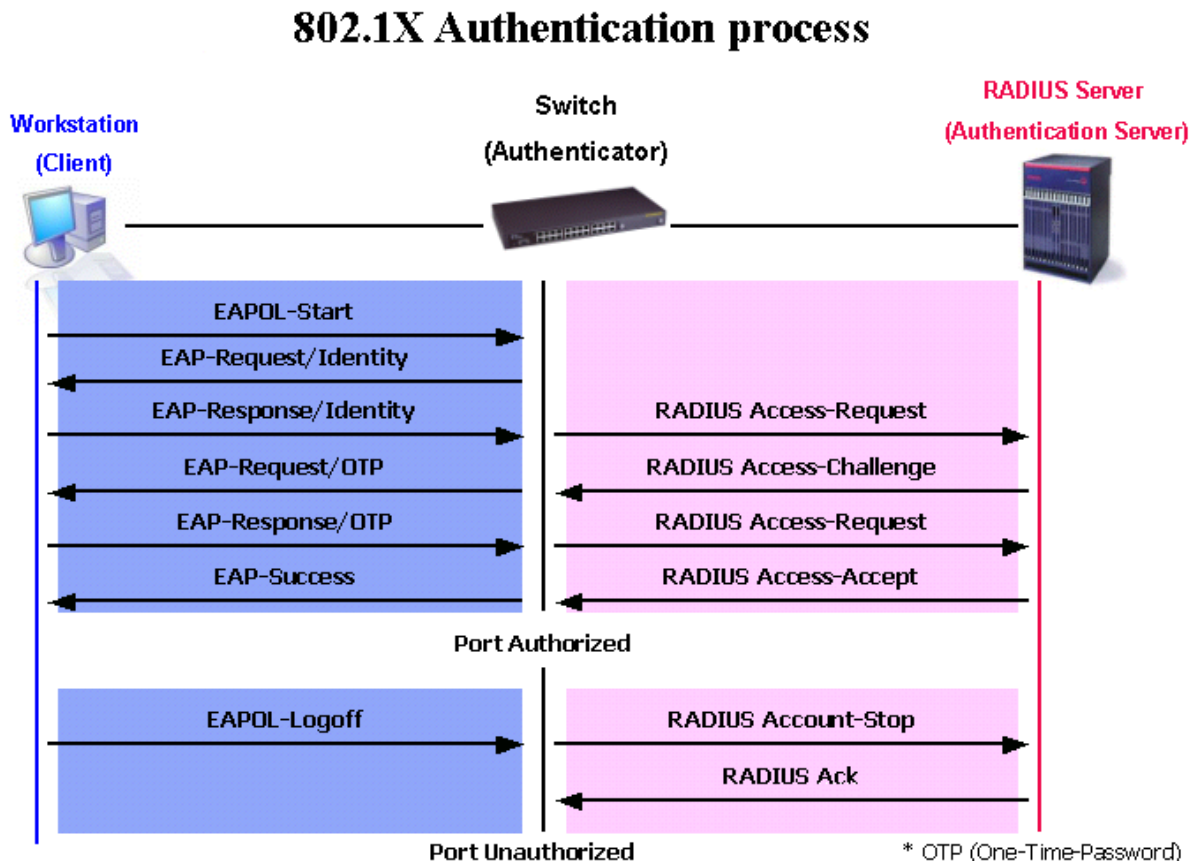 802.1X Authentication process
Workstation
(Client)
Switch
(Authenticator)
RADIUS Server
(Authentication Server)
EAPOL-Start
EAP-Request/Identity
EAP-Response/Identity
RADIUS Access-Request
EAP-Request/OTP
RADIUS Access-Challenge
EAP-Response/OTP
RADIUS Access-Request
EAP-Success
RADIUS Access-Accept
Port Authorized
EAPOL-Logoff
RADIUS Account-Stop
RADIUS Ack
Port Unauthorized
* OTP (One-Time-Password)